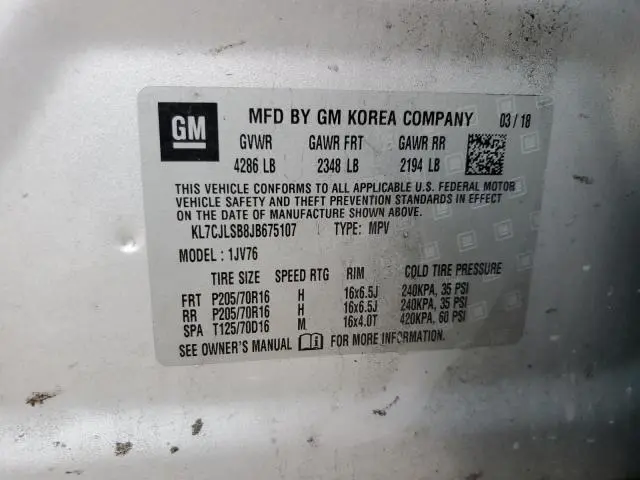 GM MFD BY GM KOREA COMPANY 03 / 18
GVWR GAWR FRT GAWR RR
4286 LB 2348 LB 2194 LB
THIS VEHICLE CONFORMS TO ALL APPLICABLE U.S. FEDERAL MOTOR
VEHICLE SAFETY AND THEFT PREVENTION STANDARDS IN EFFECT ON
THE DATE OF MANUFACTURE SHOWN ABOVE.
KL7CJLSB8JB675107 TYPE: MPV
MODEL : 1JV76
TIRE SIZE SPEED RTG RIM COLD TIRE PRESSURE
FRT P205/70R16 H 16x6.5J 240KPA, 35 PSI
RR P205/70R16 H 16x6.5J 240KPA, 35 PSI
SPA T125/70D16 M 16x4.0T 420KPA, 60 PSI
SEE OWNER'S MANUAL FOR MORE INFORMATION.